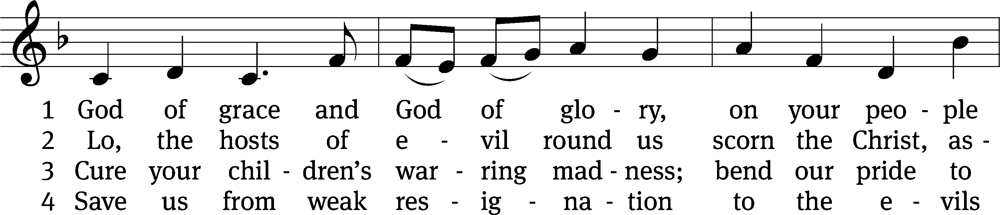 1 God of grace and God of glo - ry, on your peo - ple
2 Lo, the hosts of e - vil round us scorn the Christ, as -
3 Cure your chil - dren’s war - ring mad - ness; bend our pride to
4 Save us from weak res - ig - na - tion to the e - vils